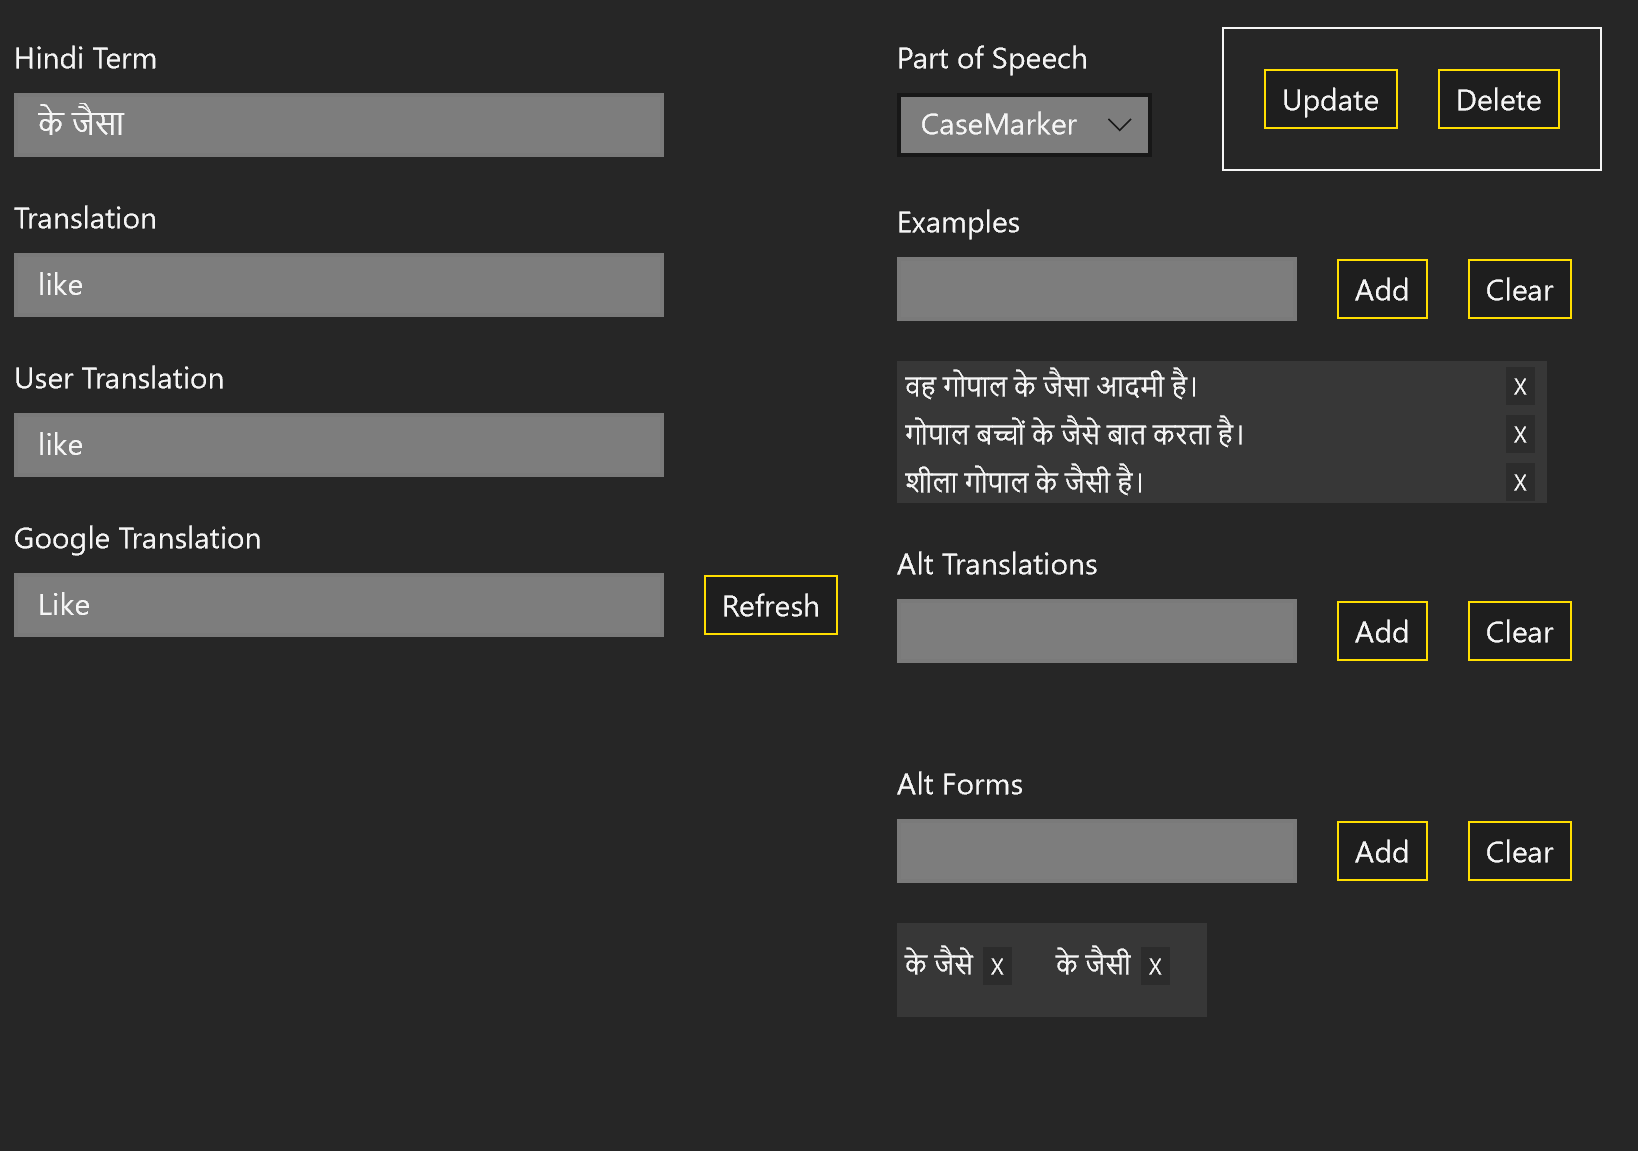 Hindi Term
के जैसा
Translation
like
User Translation
like
Google Translation
Like
Refresh
Part of Speech
CaseMarker
Update Delete
Examples
Add Clear
वह गोपाल के जैसा आदमी है। X
गोपाल बच्चों के जैसे बात करता है। X
शीला गोपाल के जैसी है। X
Alt Translations
Add Clear
Alt Forms
Add Clear
के जैसे X के जैसी X